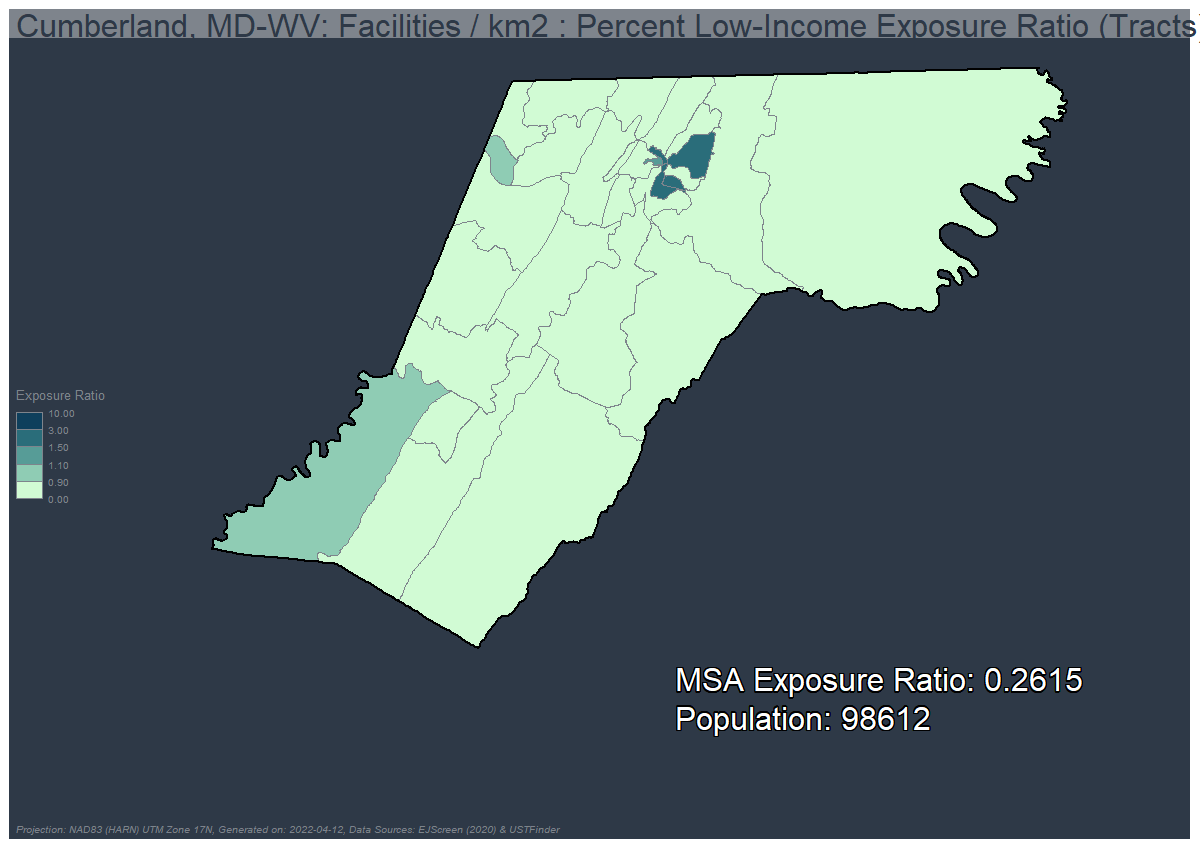 Cumberland, MD-WV: Facilities / km2 : Percent Low-Income Exposure Ratio (Tracts)
Exposure Ratio
10.00
3.00
1.50
1.10
0.90
0.00
MSA Exposure Ratio: 0.2615
Population: 98612
Projection: NAD83 (HARN) UTM Zone 17N, Generated on: 2022-04-12, Data Sources: EJScreen (2020) & USTFinder